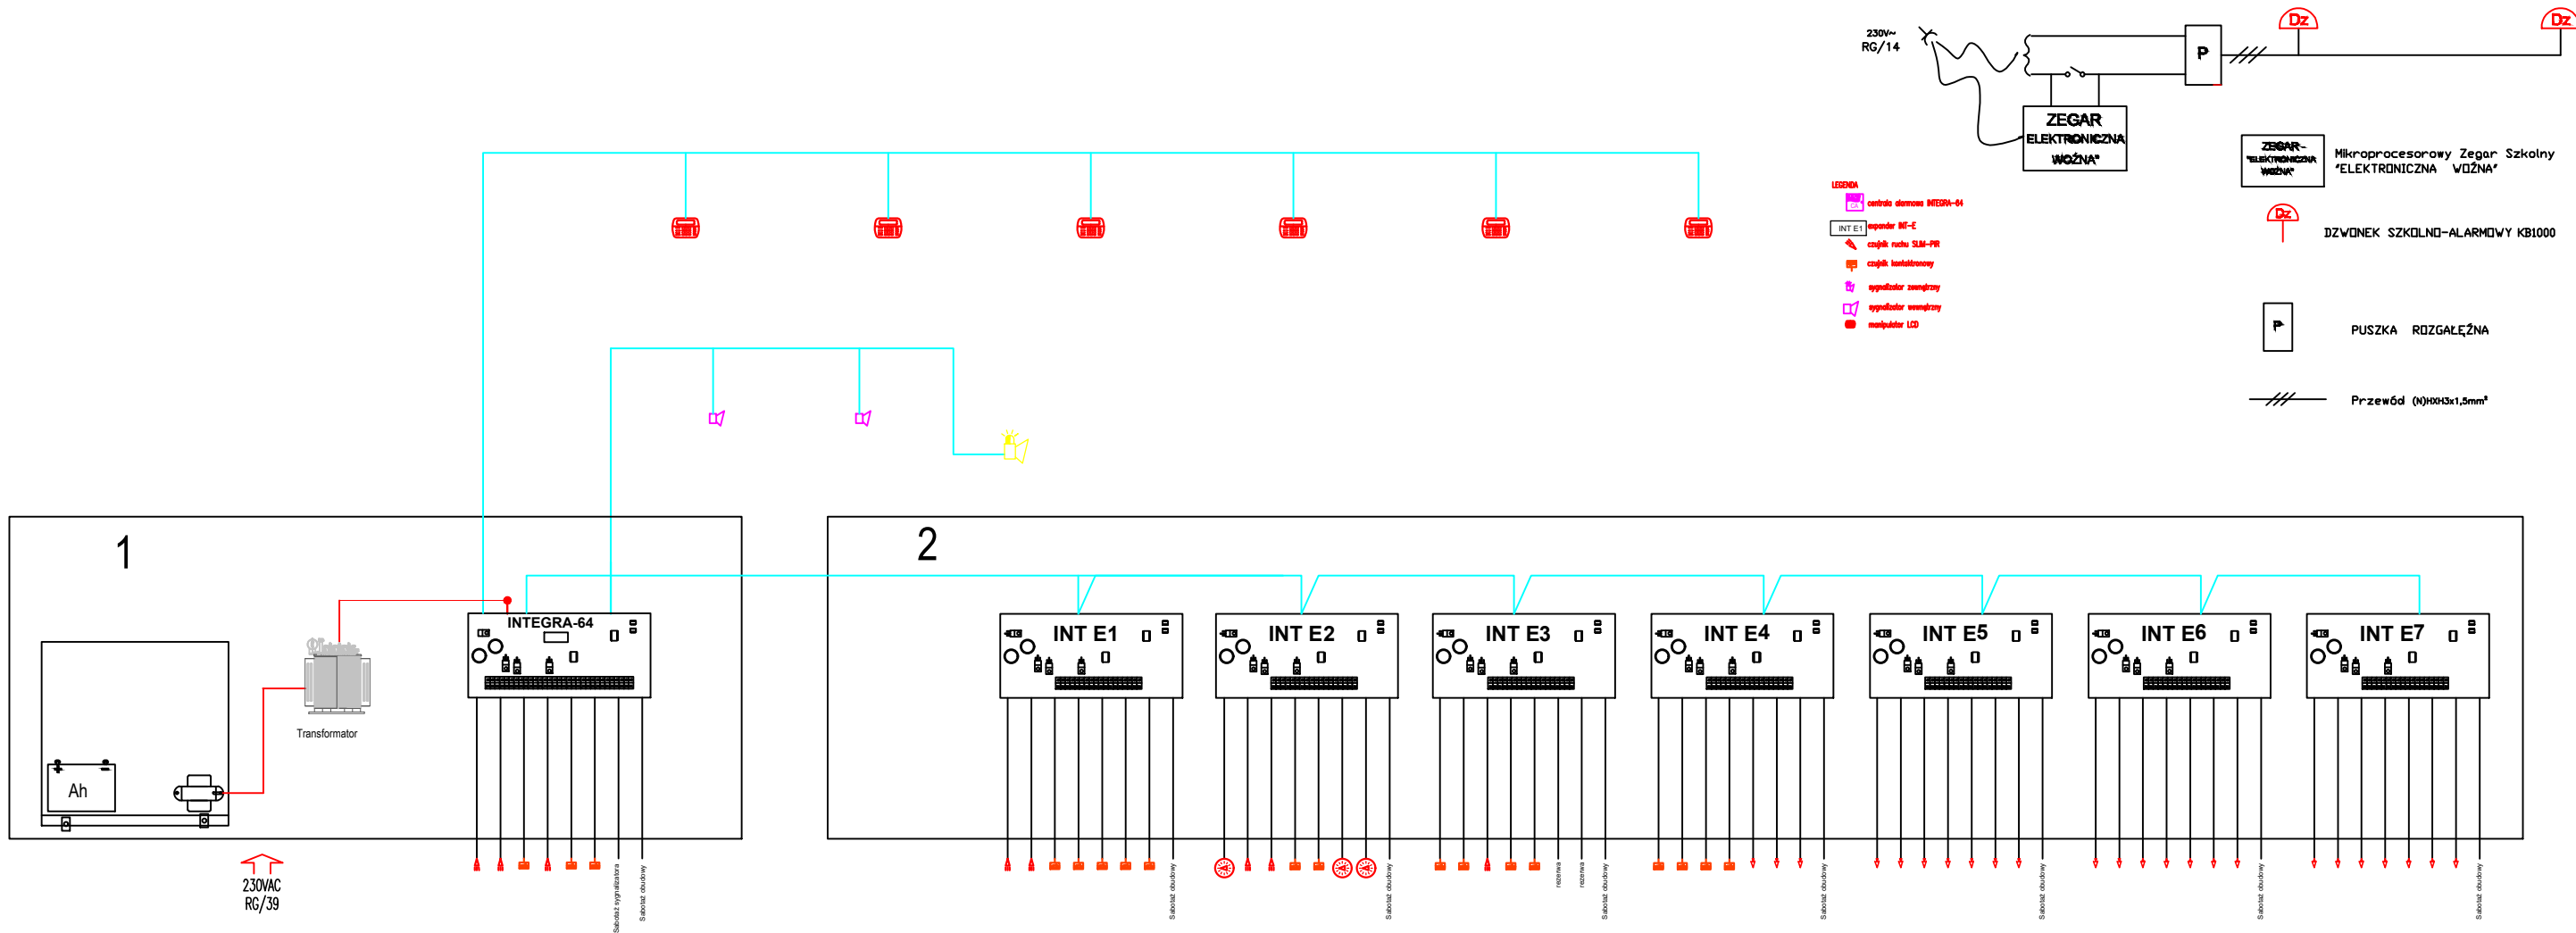 230V~
RG/14
Dz
Dz
P
ZEGAR
ELEKTRONICZNA
WOŹNA"
ZEGAR-
"ELEKTRONICZNA
WOŹNA"
Mikroprocesorowy Zegar Szkolny
"ELEKTRONICZNA WOŹNA"
Dz
DZWONEK SZKOLNO-ALARMOWY KB1000
P
PUSZKA ROZGAŁĘŹNA
Przewód (N)HXH3x1,5mm²
LEGENDA
CA
centrala alarmowa INTEGRA-64
INT E1
expander INT-E
czujnik ruchu SLIM-PIR
czujnik kontaktronowy
sygnalizator zewnętrzny
sygnalizator wewnętrzny
manipulator LCD
1
2
INTEGRA-64
INT E1
INT E2
INT E3
INT E4
INT E5
INT E6
INT E7
Transformator
+
-
Ah
230VAC
RG/39
Sabotaż sygnalizatora
Sabotaż obudowy
Sabotaż obudowy
Sabotaż obudowy
rezerwa
rezerwa
Sabotaż obudowy
Sabotaż obudowy
Sabotaż obudowy
Sabotaż obudowy
Sabotaż obudowy